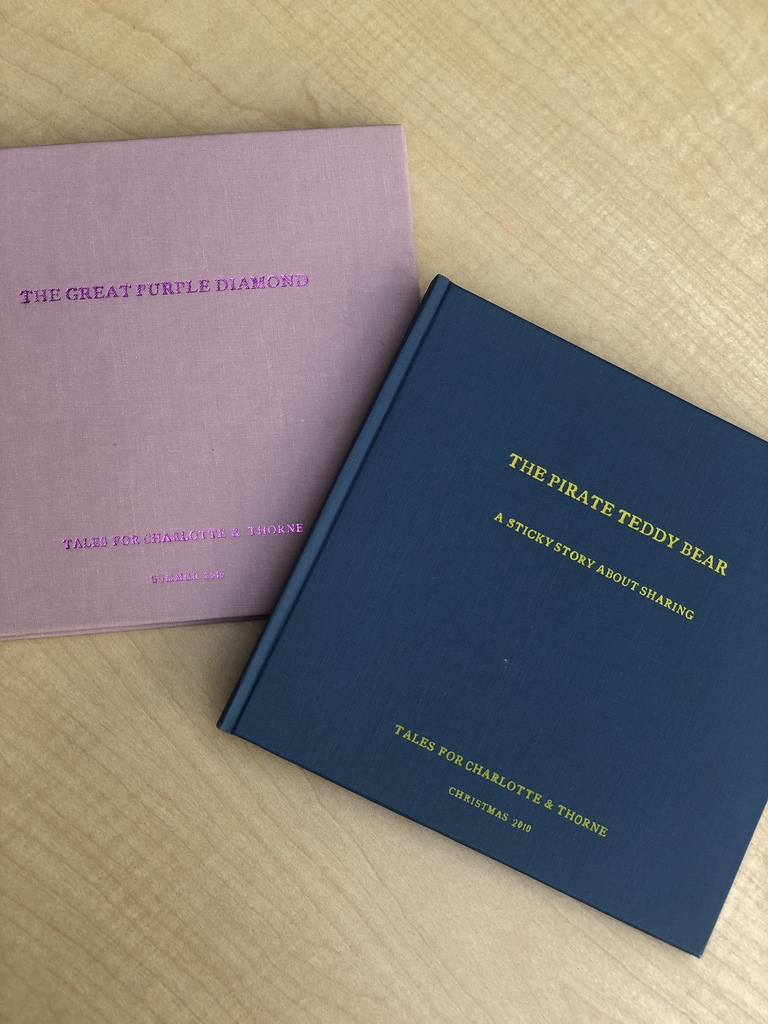 THE GREAT PURPLE DIAMOND
TALES FOR CHARLOTTE & THORNE
SUMMER
THE PIRATE TEDDY BEAR
A STICKY STORY ABOUT SHARING
TALES FOR CHARLOTTE & THORNE
CHRISTMAS 2010